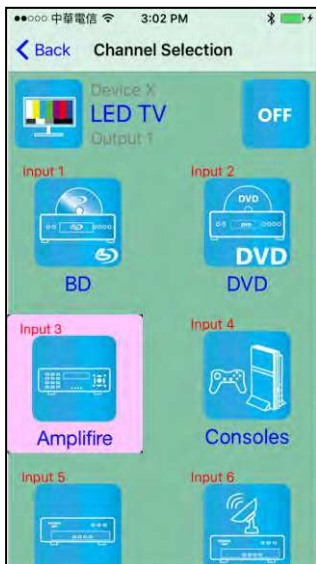 中華電信 3:02 PM
Back Channel Selection
Device X
LED TV
Output 1
OFF
Input 1 Input 2
DVD
DVD
BD DVD
Input 3 Input 4
Amplifire Consoles
Input 5 Input 6